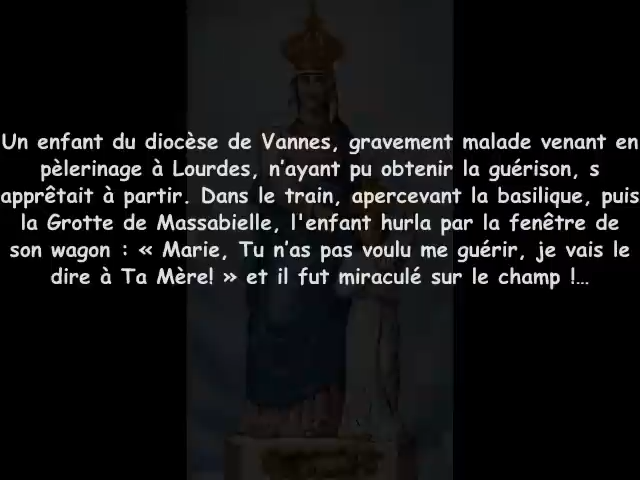 Un enfant du diocèse de Vannes, gravement malade venant en
pèlerinage à Lourdes, n’ayant pu obtenir la guérison, s
apprêtait à partir. Dans le train, apercevant la basilique, puis
la Grotte de Massabielle, l'enfant hurla par la fenêtre de
son wagon : « Marie, Tu n’as pas voulu me guérir, je vais le
dire à Ta Mère! » et il fut miraculé sur le champ !…